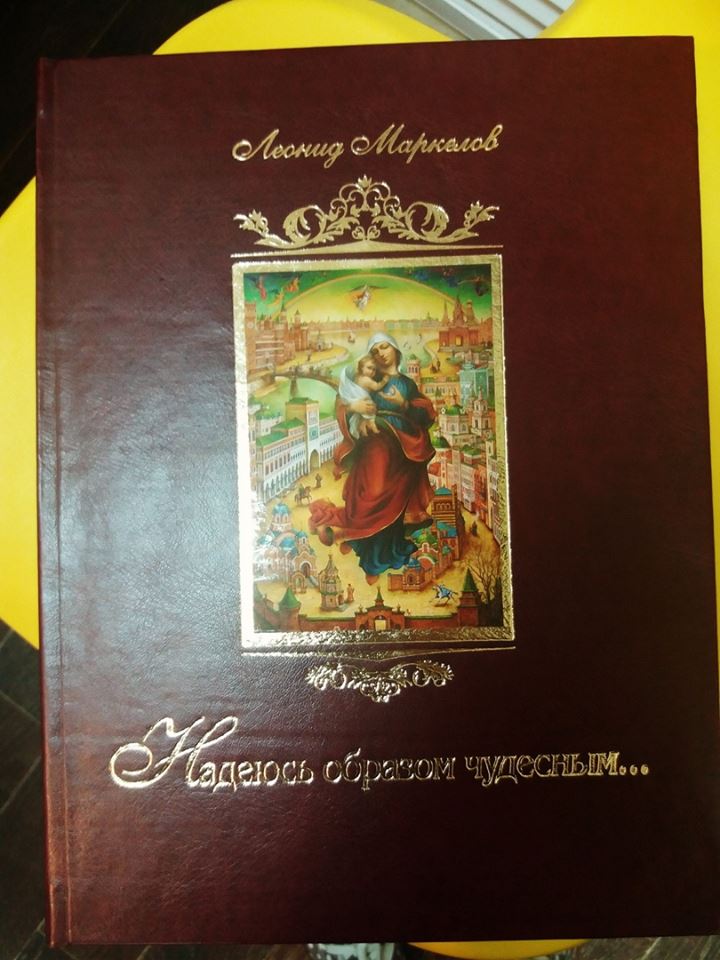 Леонид Маркелов
Надеюсь образом чудесным...